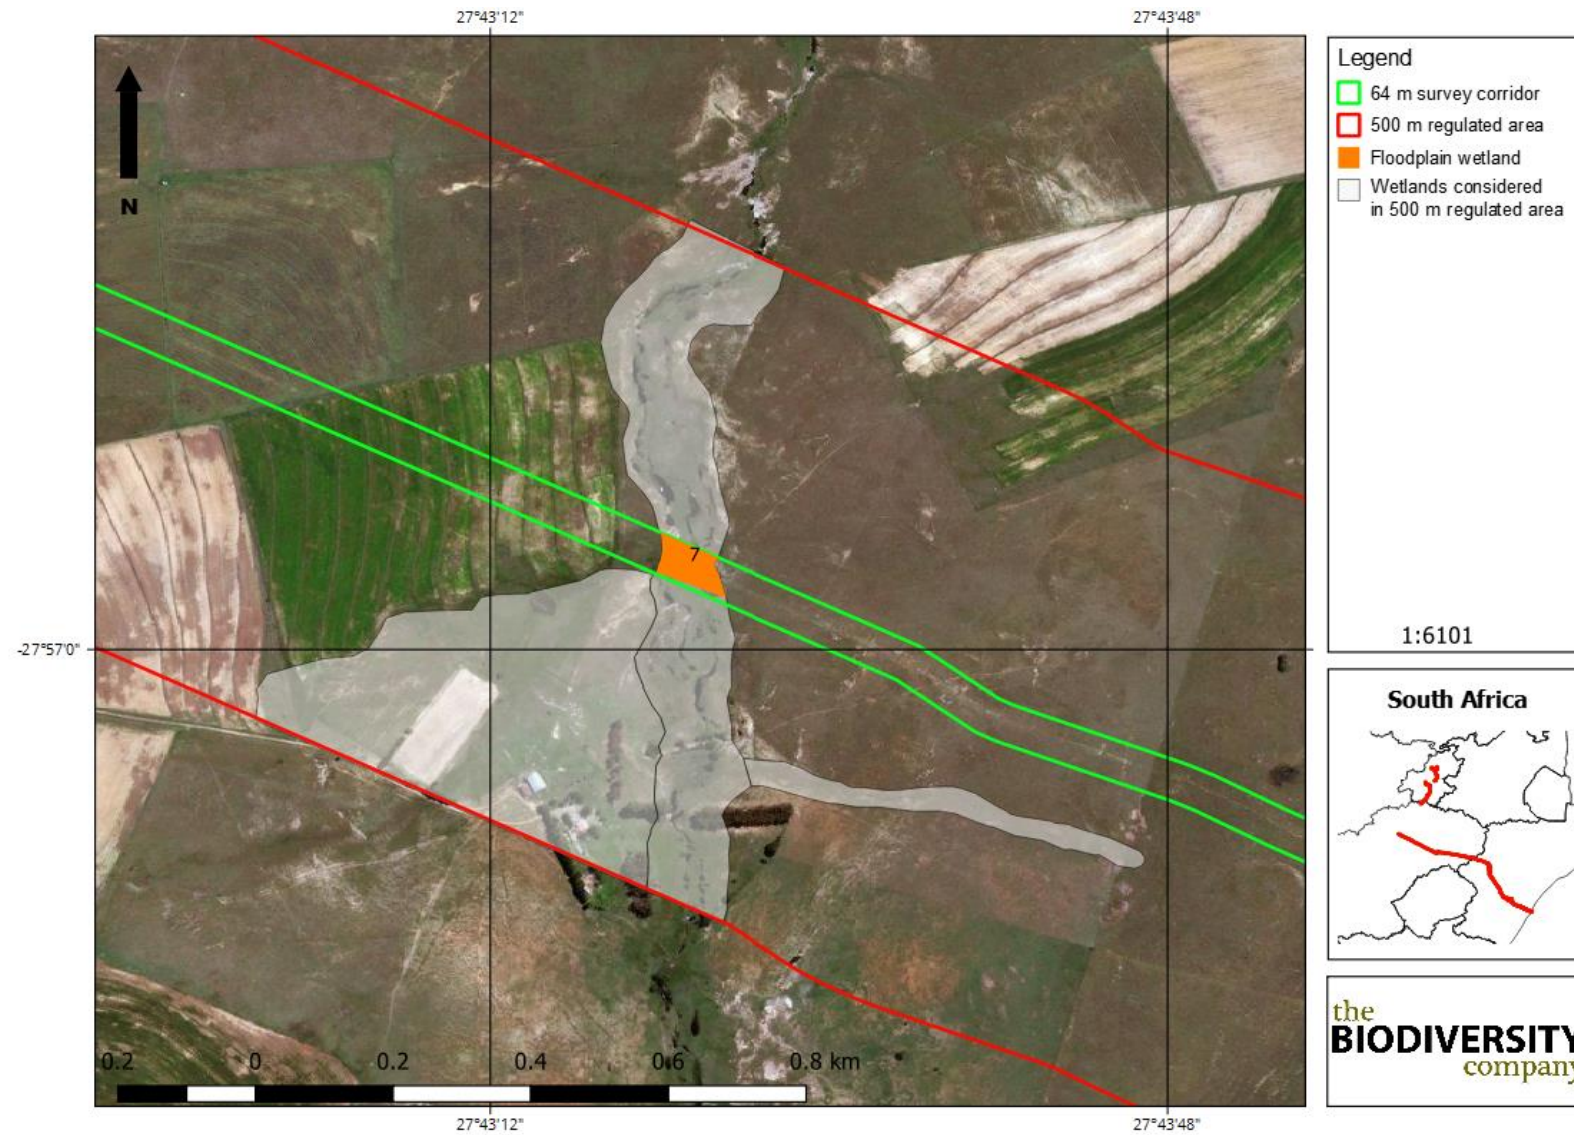 27°43'12"
27°43'48"
N
7
-27°57'0"
0.2 0 0.2 0.4 0.6 0.8 km
27°43'12"
27°43'48"
Legend
64 m survey corridor
500 m regulated area
Floodplain wetland
Wetlands considered
in 500 m regulated area
1:6101
South Africa
the
BIODIVERSITY
company